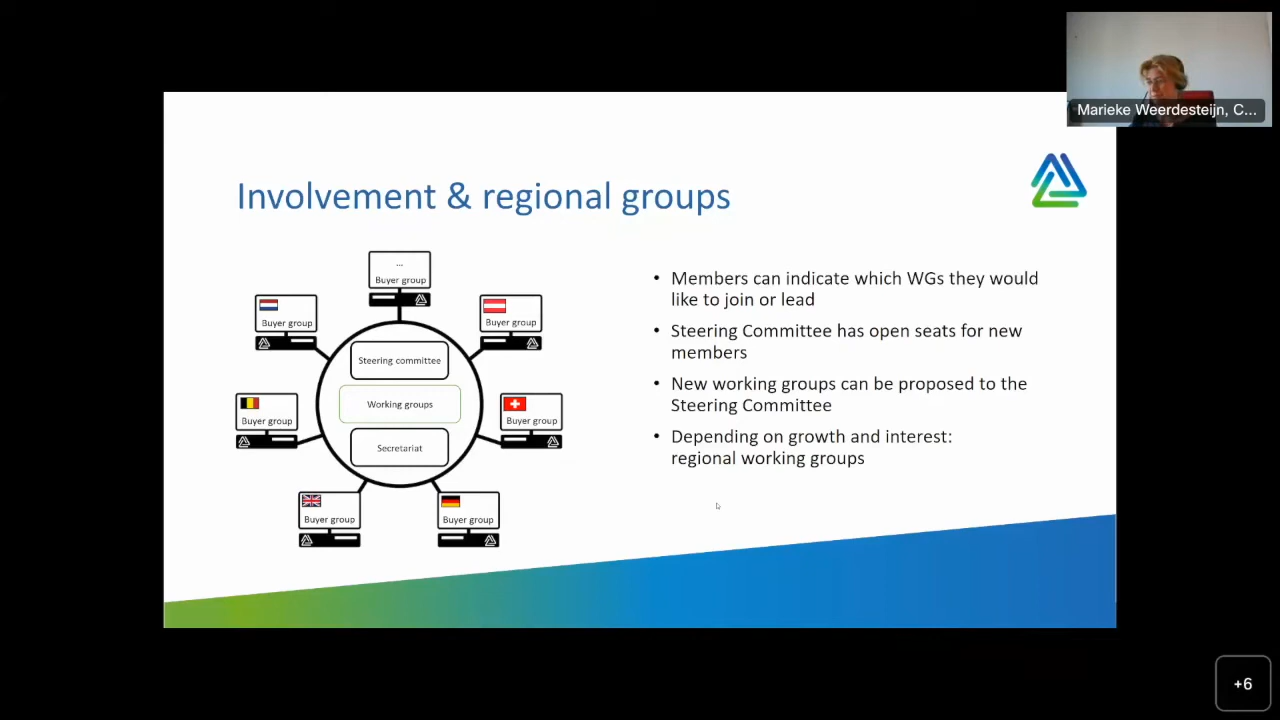 Marieke Weerdesteijn, C...
Involvement & regional groups
...
Buyer group
Buyer group
Buyer group
Steering committee
Working groups
Secretariat
Buyer group
Buyer group
Buyer group
Buyer group
• Members can indicate which WGs they would
like to join or lead
• Steering Committee has open seats for new
members
• New working groups can be proposed to the
Steering Committee
• Depending on growth and interest:
regional working groups
+6